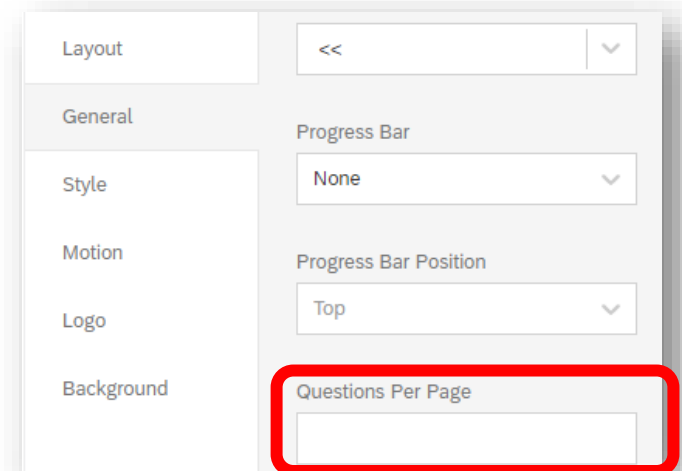 Layout
General
Style
Motion
Logo
Background
<<
Progress Bar
None
Progress Bar Position
Top
Questions Per Page